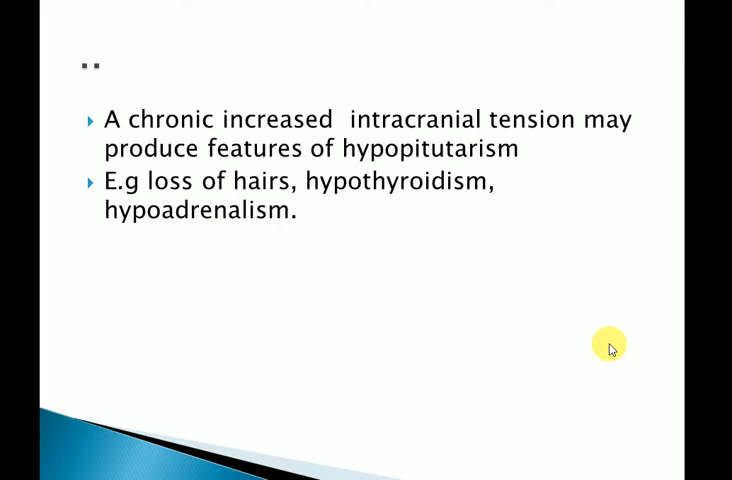 ..
A chronic increased intracranial tension may
produce features of hypopitutarism
E.g loss of hairs, hypothyroidism,
hypoadrenalism.